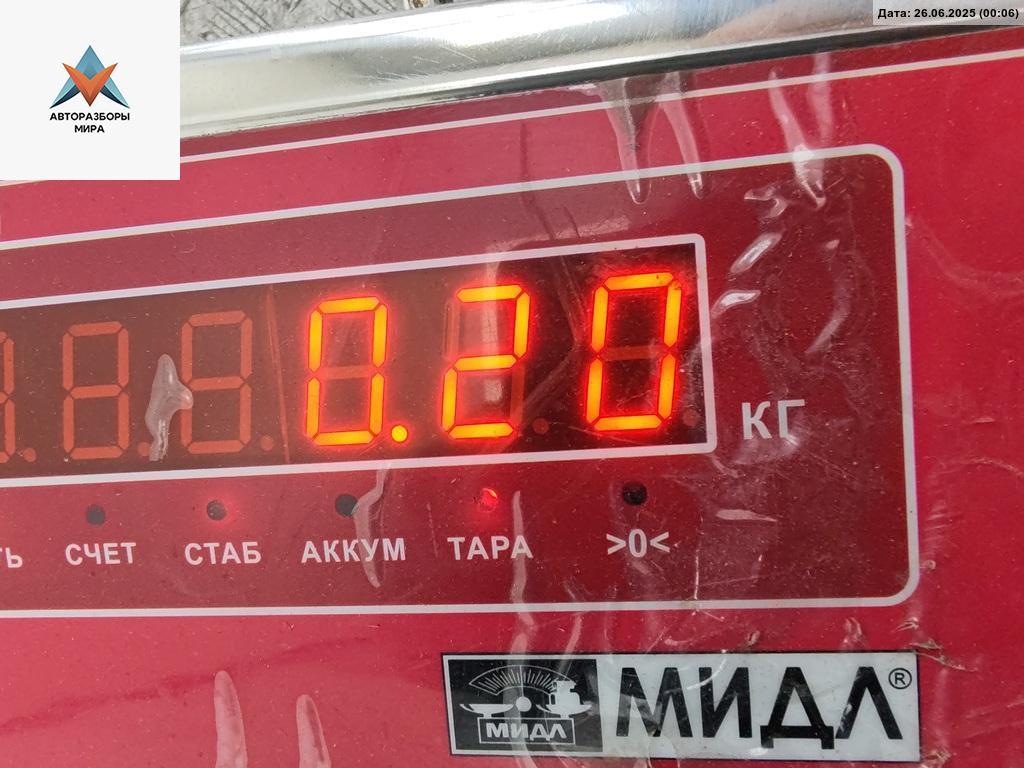 Дата: 26.06.2025 (00:06)
АВТОРАЗБОРЫ
МИРА
0.20
КГ
СЧЕТ СТАБ АККУМ ТАРА >0<
МИДЛ МИДЛ®